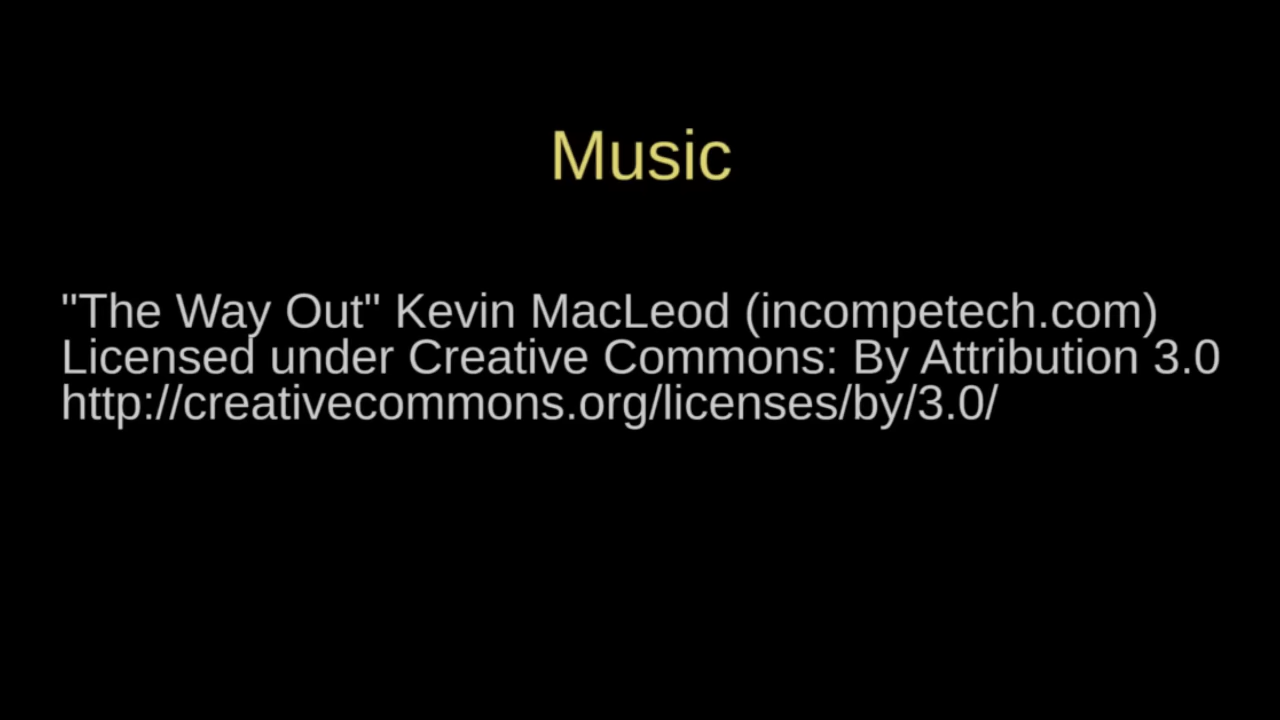 Music
"The Way Out" Kevin MacLeod (incompetech.com)
Licensed under Creative Commons: By Attribution 3.0
http://creativecommons.org/licenses/by/3.0/